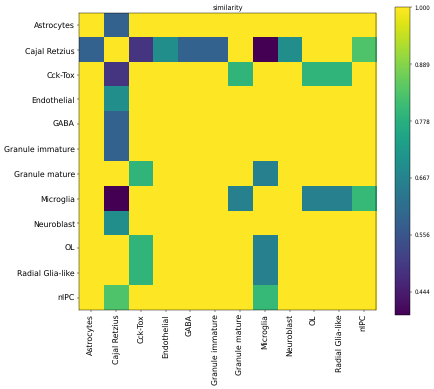 similarity
Astrocytes
Cajal Retzius
Cck-Tox
Endothelial
GABA
Granule immature
Granule mature
Microglia
Neuroblast
OL
Radial Glia-like
nIPC
Astrocytes
Cajal Retzius
Cck-Tox
Endothelial
GABA
Granule immature
Granule mature
Microglia
Neuroblast
OL
Radial Glia-like
nIPC
1.000
0.889
0.778
0.667
0.556
0.444